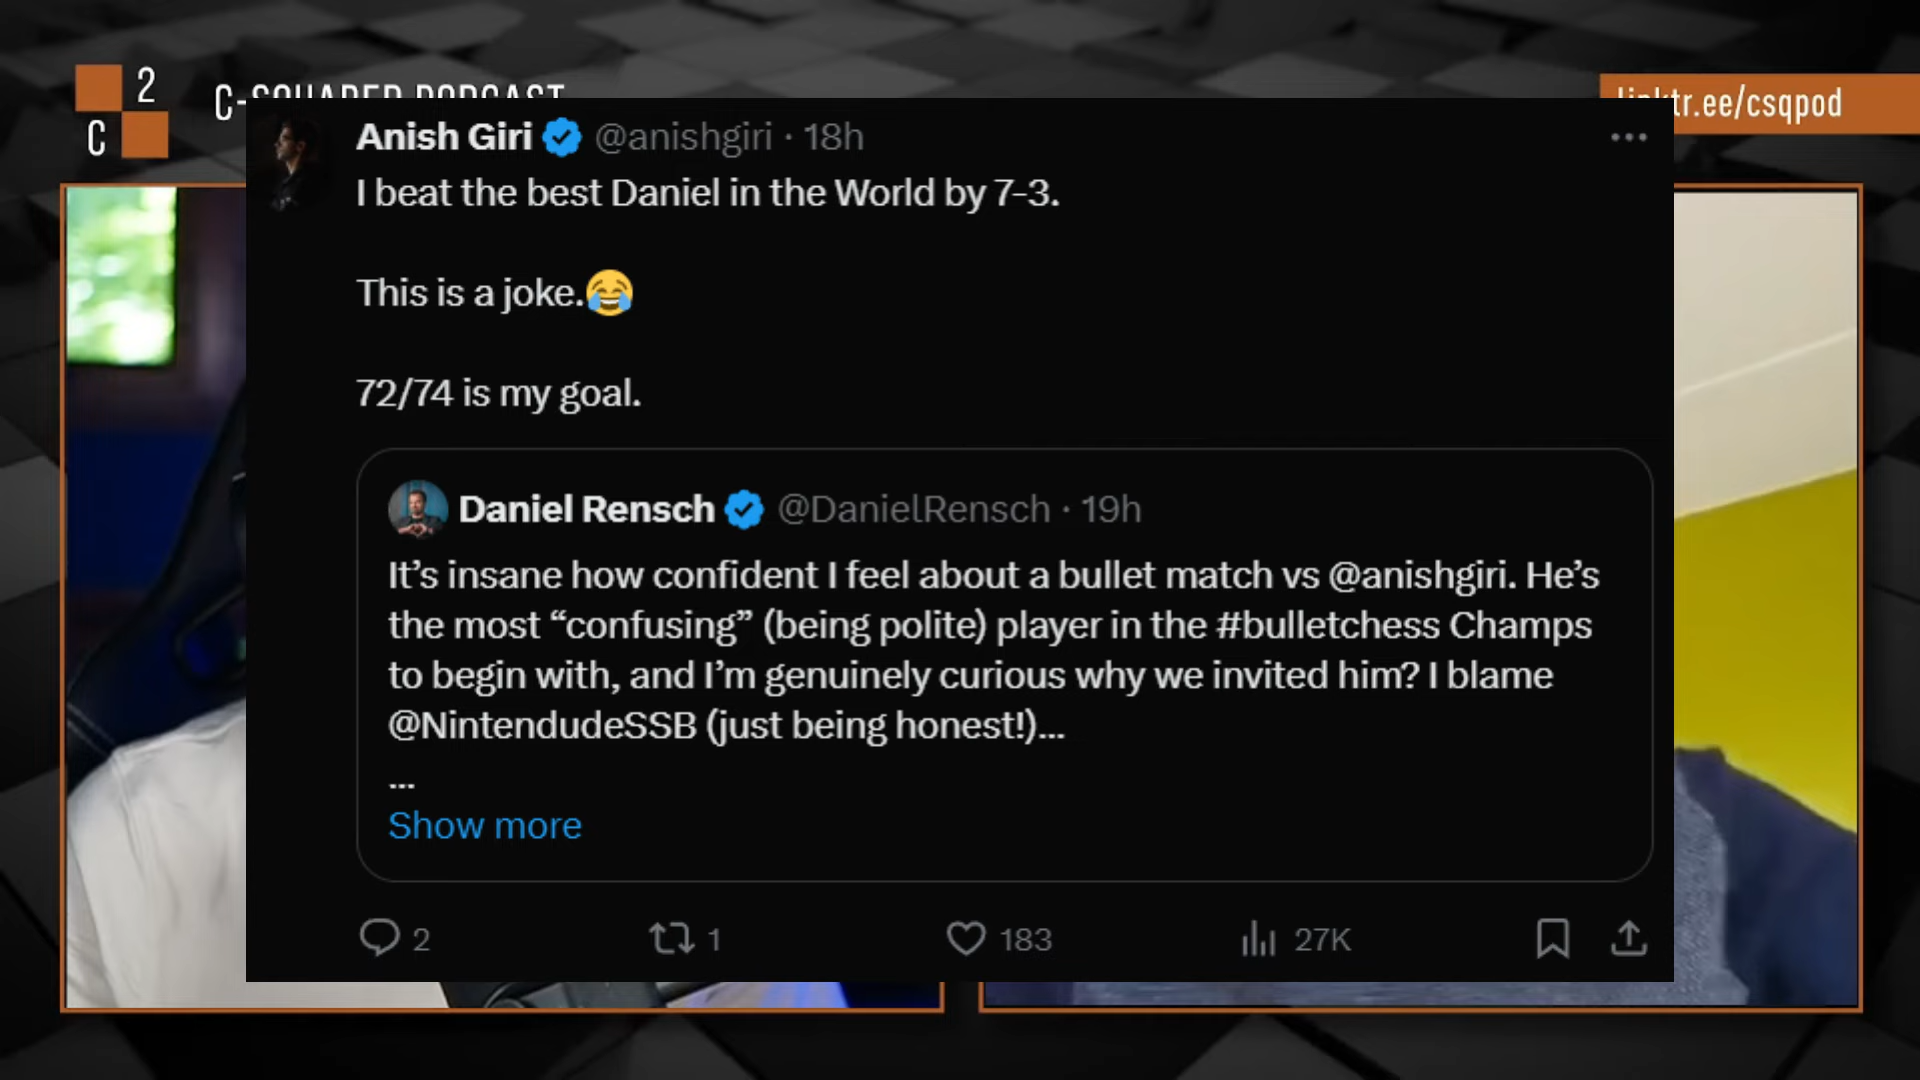 2
C
C-SQUARED PODCAST
linktr.ee/csqpod
Anish Giri @anishgiri · 18h
I beat the best Daniel in the World by 7-3.
This is a joke.😂
72/74 is my goal.
Daniel Rensch @DanielRensch · 19h
It’s insane how confident I feel about a bullet match vs @anishgiri. He’s
the most “confusing” (being polite) player in the #bulletchess Champs
to begin with, and I’m genuinely curious why we invited him? I blame
@NintendudeSSB (just being honest!)...
...
Show more
2
1
183
27K